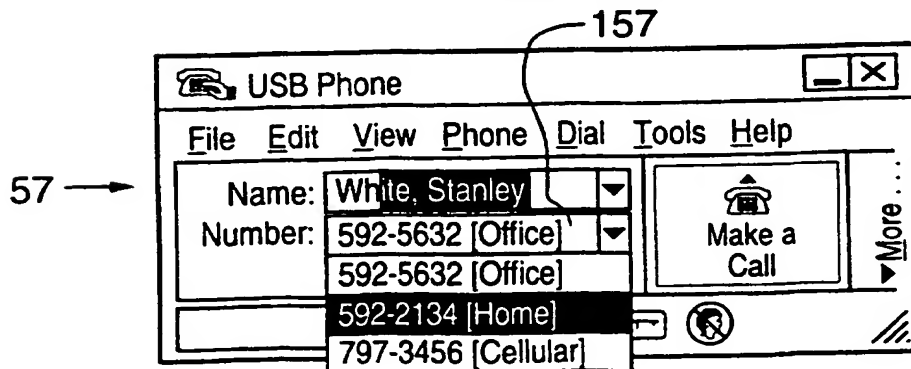 157
USB Phone
File Edit View Phone Dial Tools Help
57
Name: White, Stanley
Number: 592-5632 [Office]
592-5632 [Office]
592-2134 [Home]
797-3456 [Cellular]
Make a
Call
More...